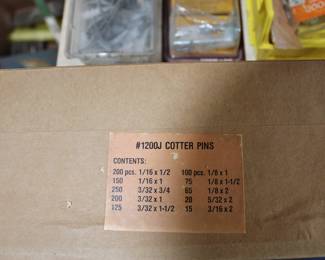 #1200J COTTER PINS
CONTENTS:
200 pcs. 1/16 x 1/2 100 pcs. 1/8 x 1
150 1/16 x 1 75 1/8 x 1-1/2
250 3/32 x 3/4 65 1/8 x 2
200 3/32 x 1 20 5/32 x 2
125 3/32 x 1-1/2 15 3/16 x 2